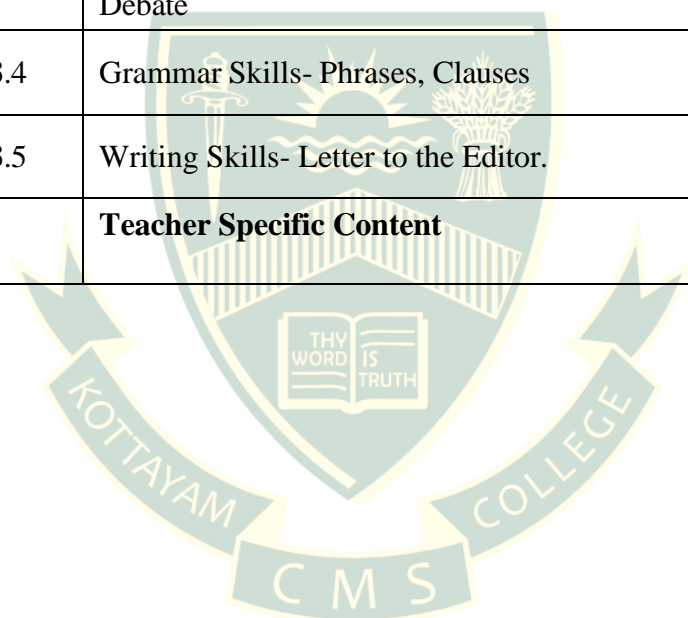 Debate
3.4 Grammar Skills- Phrases, Clauses
3.5 Writing Skills- Letter to the Editor.
Teacher Specific Content
THY
WORD IS
TRUTH
KOTTAYAM
COLLEGE
C M S